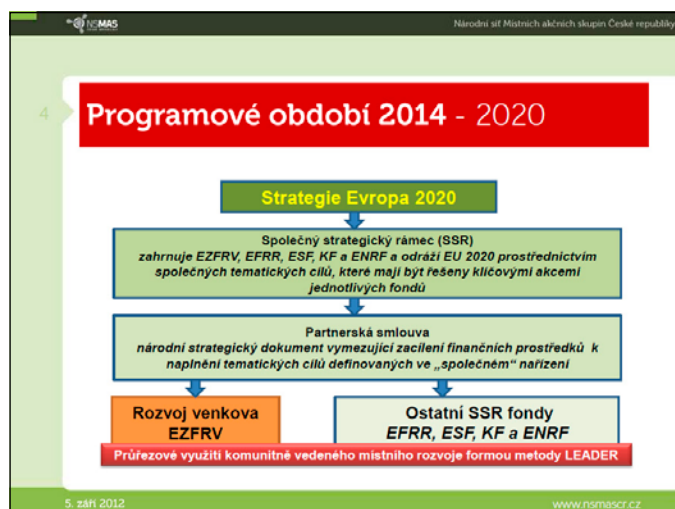 NSMAS
Národní síť Místních akčních skupin České republiky
4
Programové období 2014 - 2020
Strategie Evropa 2020
Společný strategický rámec (SSR)
zahrnuje EZFRV, EFRR, ESF, KF a ENRF a odráží EU 2020 prostřednictvím
společných tematických cílů, které mají být řešeny klíčovými akcemi
jednotlivých fondů
Partnerská smlouva
národní strategický dokument vymezující zacílení finančních prostředků k
naplnění tematických cílů definovaných ve „společném“ nařízení
Rozvoj venkova
EZFRV
Ostatní SSR fondy
EFRR, ESF, KF a ENRF
Průřezové využití komunitně vedeného místního rozvoje formou metody LEADER
5. září 2012
www.nsmascr.cz